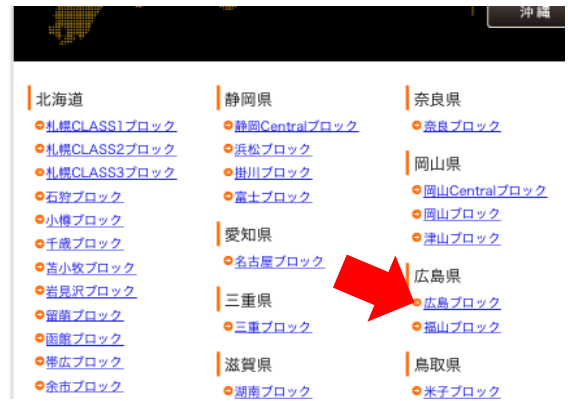 沖縄
北海道
札幌CLASS1ブロック
札幌CLASS2ブロック
札幌CLASS3ブロック
石狩ブロック
小樽ブロック
千歳ブロック
苫小牧ブロック
岩見沢ブロック
留萌ブロック
函館ブロック
帯広ブロック
余市ブロック
静岡県
静岡Centralブロック
浜松ブロック
掛川ブロック
富士ブロック
愛知県
名古屋ブロック
三重県
三重ブロック
滋賀県
湖南ブロック
奈良県
奈良ブロック
岡山県
岡山Centralブロック
岡山ブロック
津山ブロック
広島県
広島ブロック
福山ブロック
鳥取県
米子ブロック